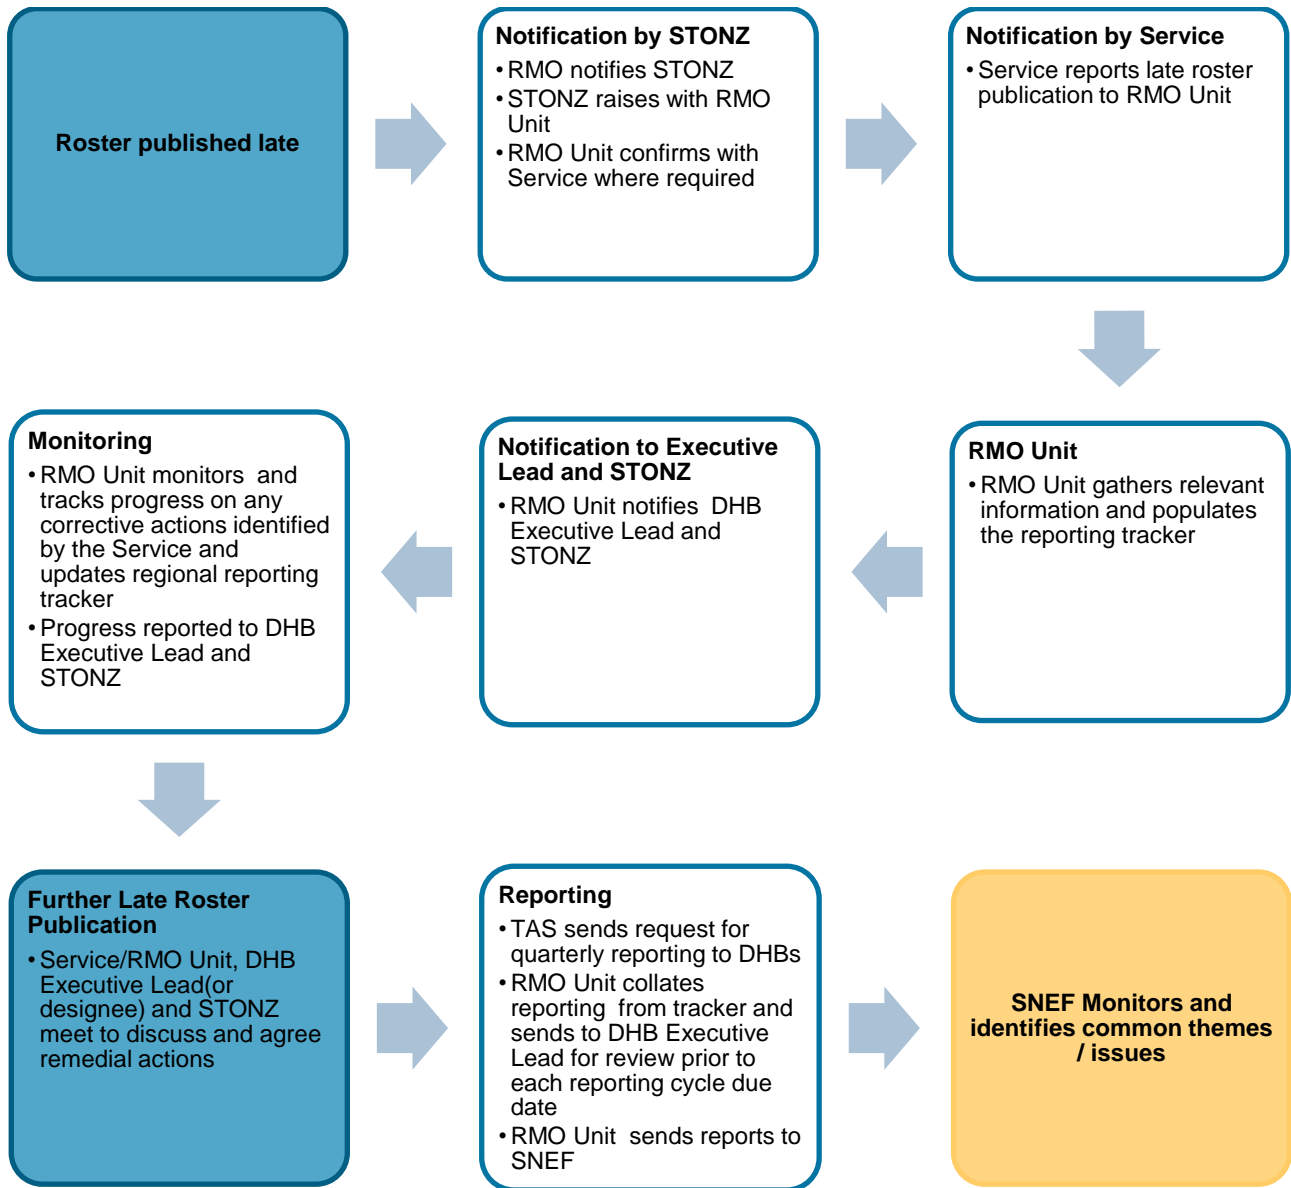 Roster published late
Notification by STONZ
• RMO notifies STONZ
• STONZ raises with RMO
Unit
• RMO Unit confirms with
Service where required
Notification by Service
• Service reports late roster
publication to RMO Unit
RMO Unit
• RMO Unit gathers relevant
information and populates
the reporting tracker
Notification to Executive
Lead and STONZ
• RMO Unit notifies DHB
Executive Lead and
STONZ
Monitoring
• RMO Unit monitors and
tracks progress on any
corrective actions identified
by the Service and
updates regional reporting
tracker
• Progress reported to DHB
Executive Lead and
STONZ
Further Late Roster
Publication
• Service/RMO Unit, DHB
Executive Lead(or
designee) and STONZ
meet to discuss and agree
remedial actions
Reporting
• TAS sends request for
quarterly reporting to DHBs
• RMO Unit collates
reporting from tracker and
sends to DHB Executive
Lead for review prior to
each reporting cycle due
date
• RMO Unit sends reports to
SNEF
SNEF Monitors and
identifies common themes
/ issues